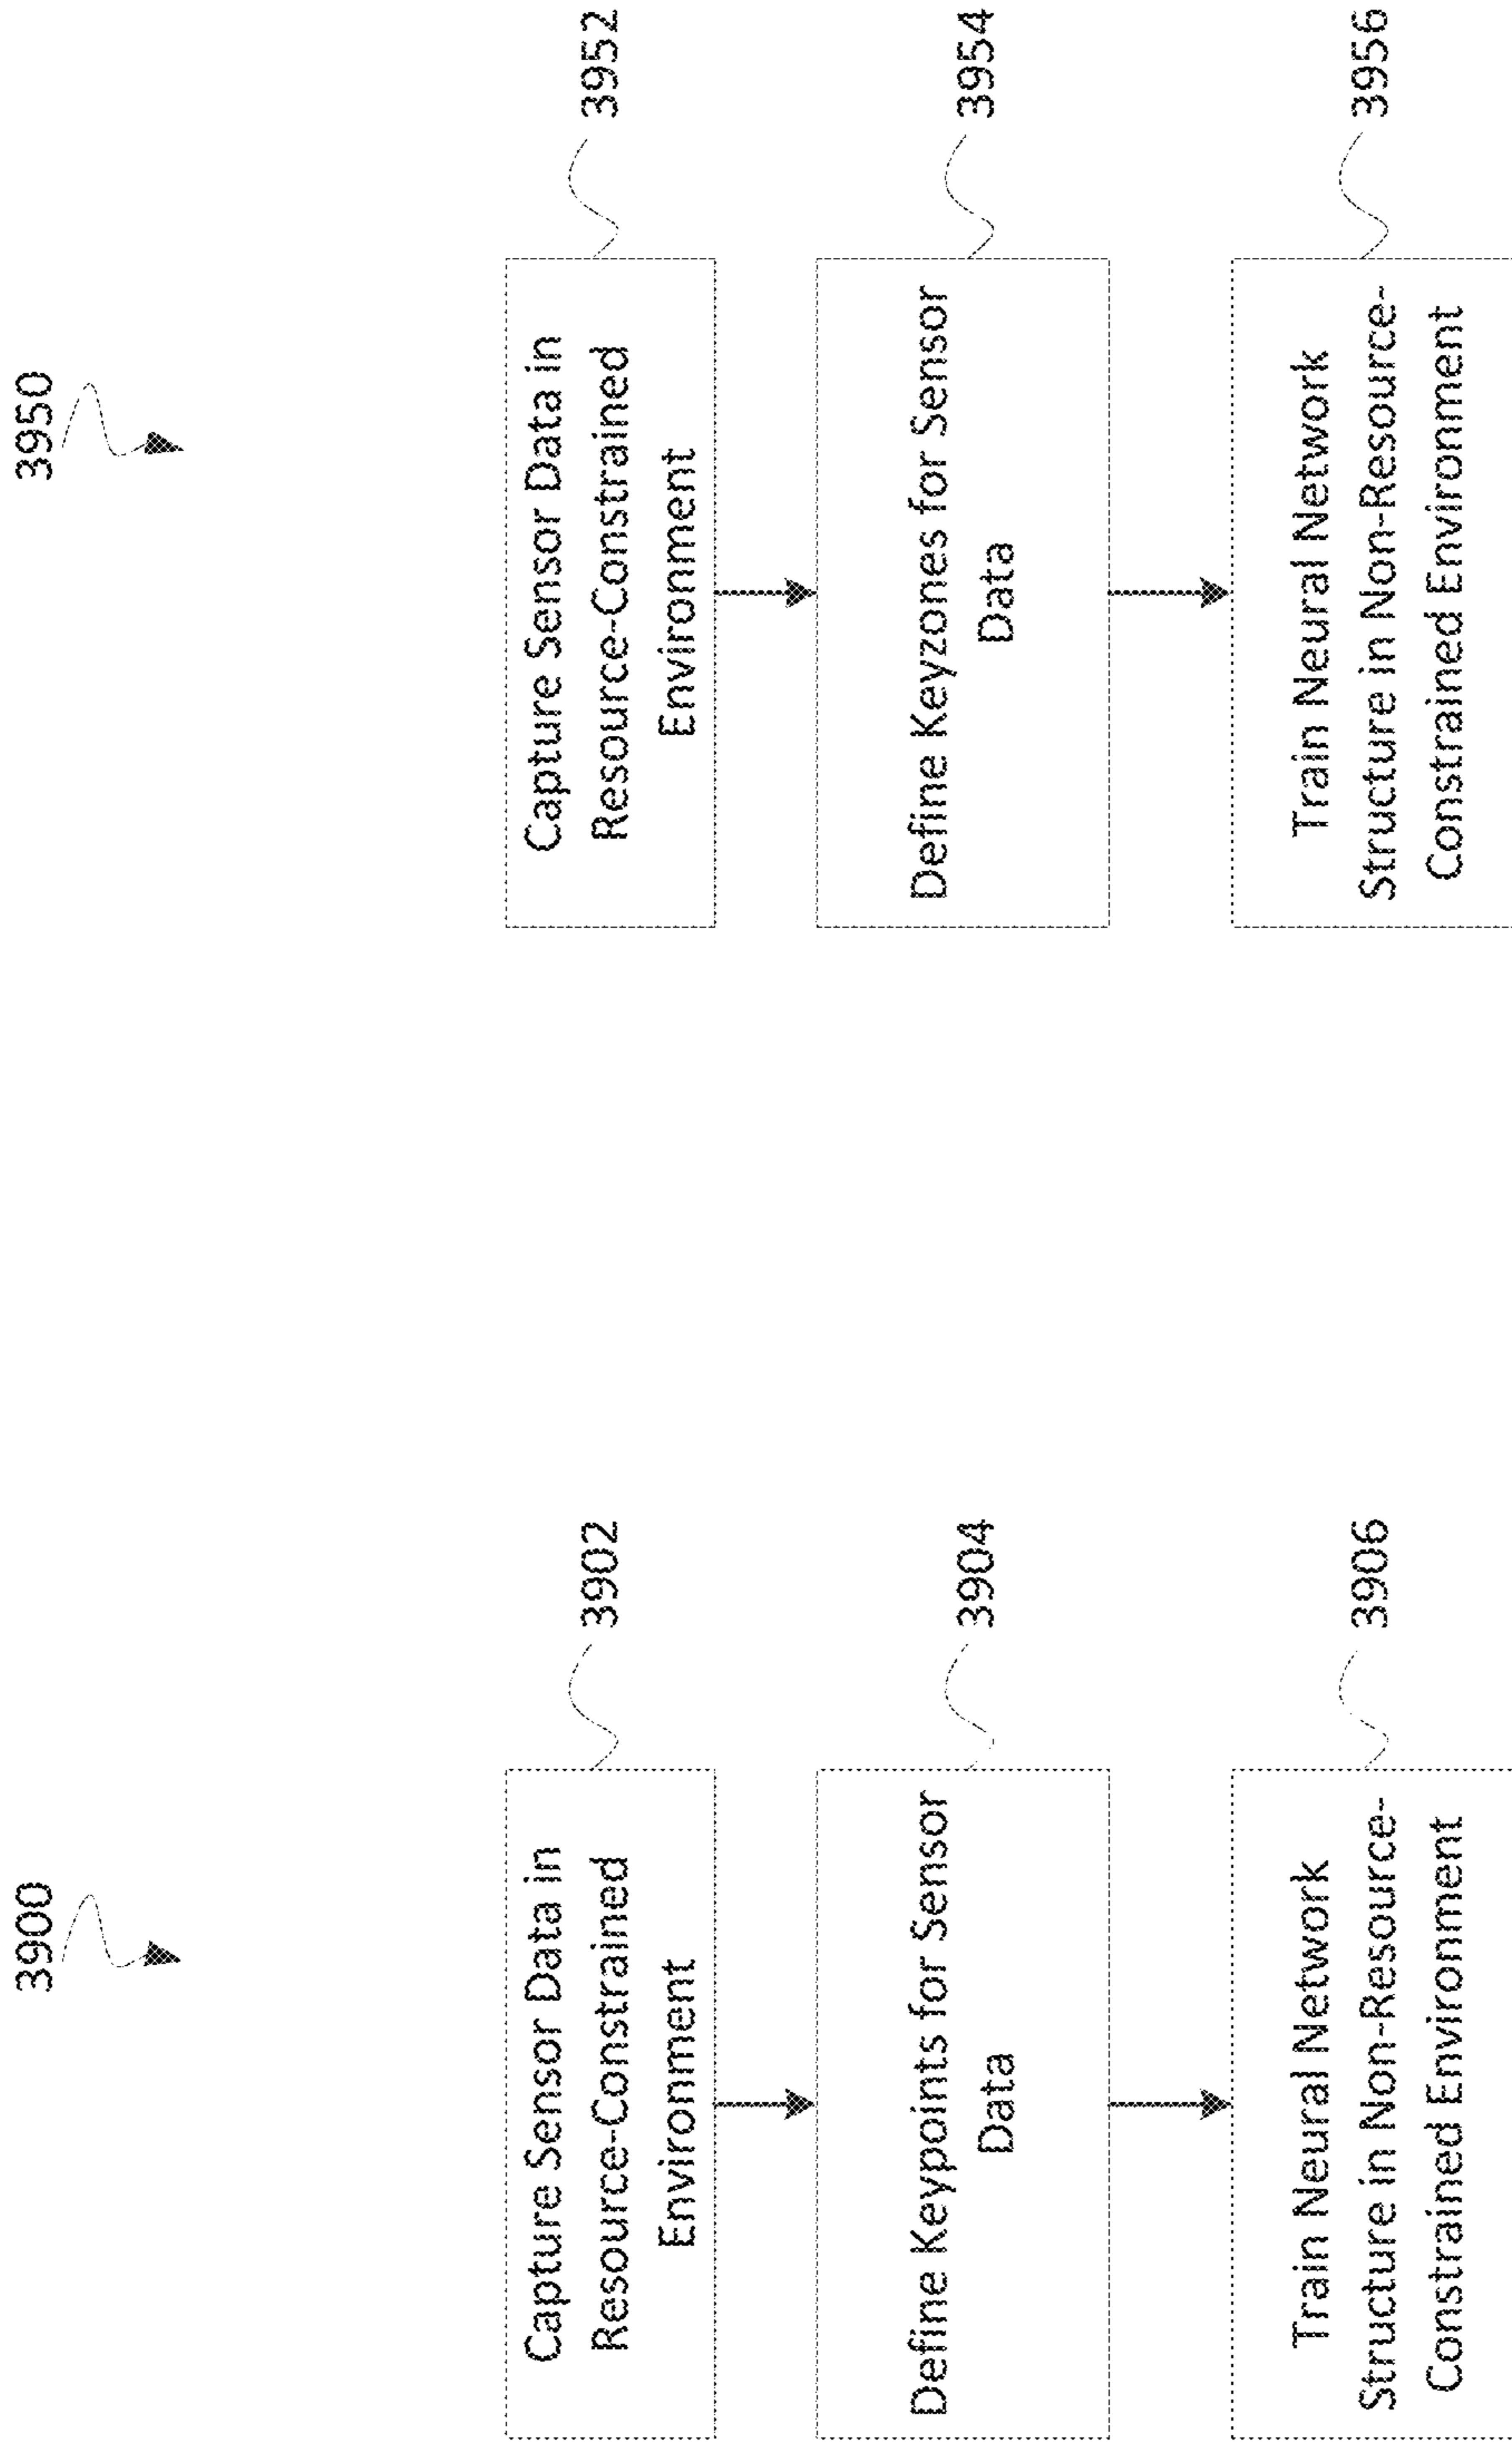 3900
Capture Sensor Data in
Resource-Constrained
Environment
3902
Define Keypoints for Sensor
Data
3904
Train Neural Network
Structure in Non-Resource-
Constrained Environment
3906
3950
Capture Sensor Data in
Resource-Constrained
Environment
3952
Define Keyzones for Sensor
Data
3954
Train Neural Network
Structure in Non-Resource-
Constrained Environment
3956